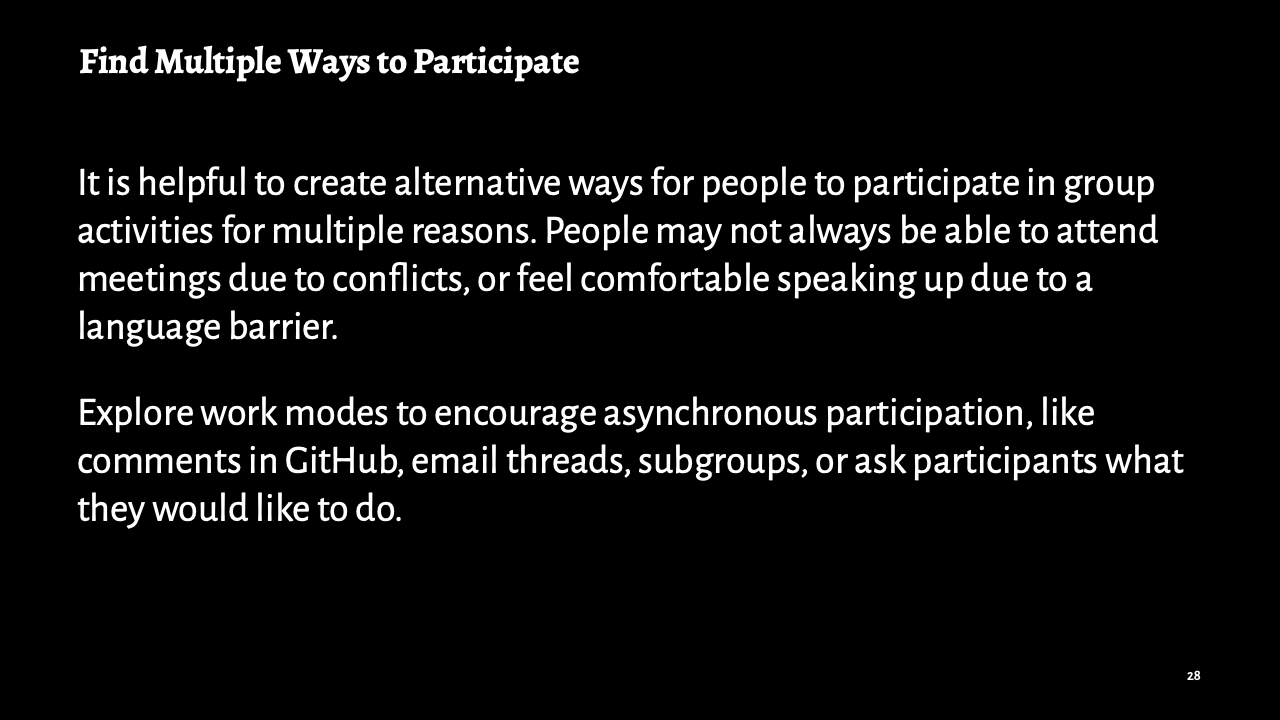 Find Multiple Ways to Participate
It is helpful to create alternative ways for people to participate in group
activities for multiple reasons. People may not always be able to attend
meetings due to conflicts, or feel comfortable speaking up due to a
language barrier.
Explore work modes to encourage asynchronous participation, like
comments in GitHub, email threads, subgroups, or ask participants what
they would like to do.
28